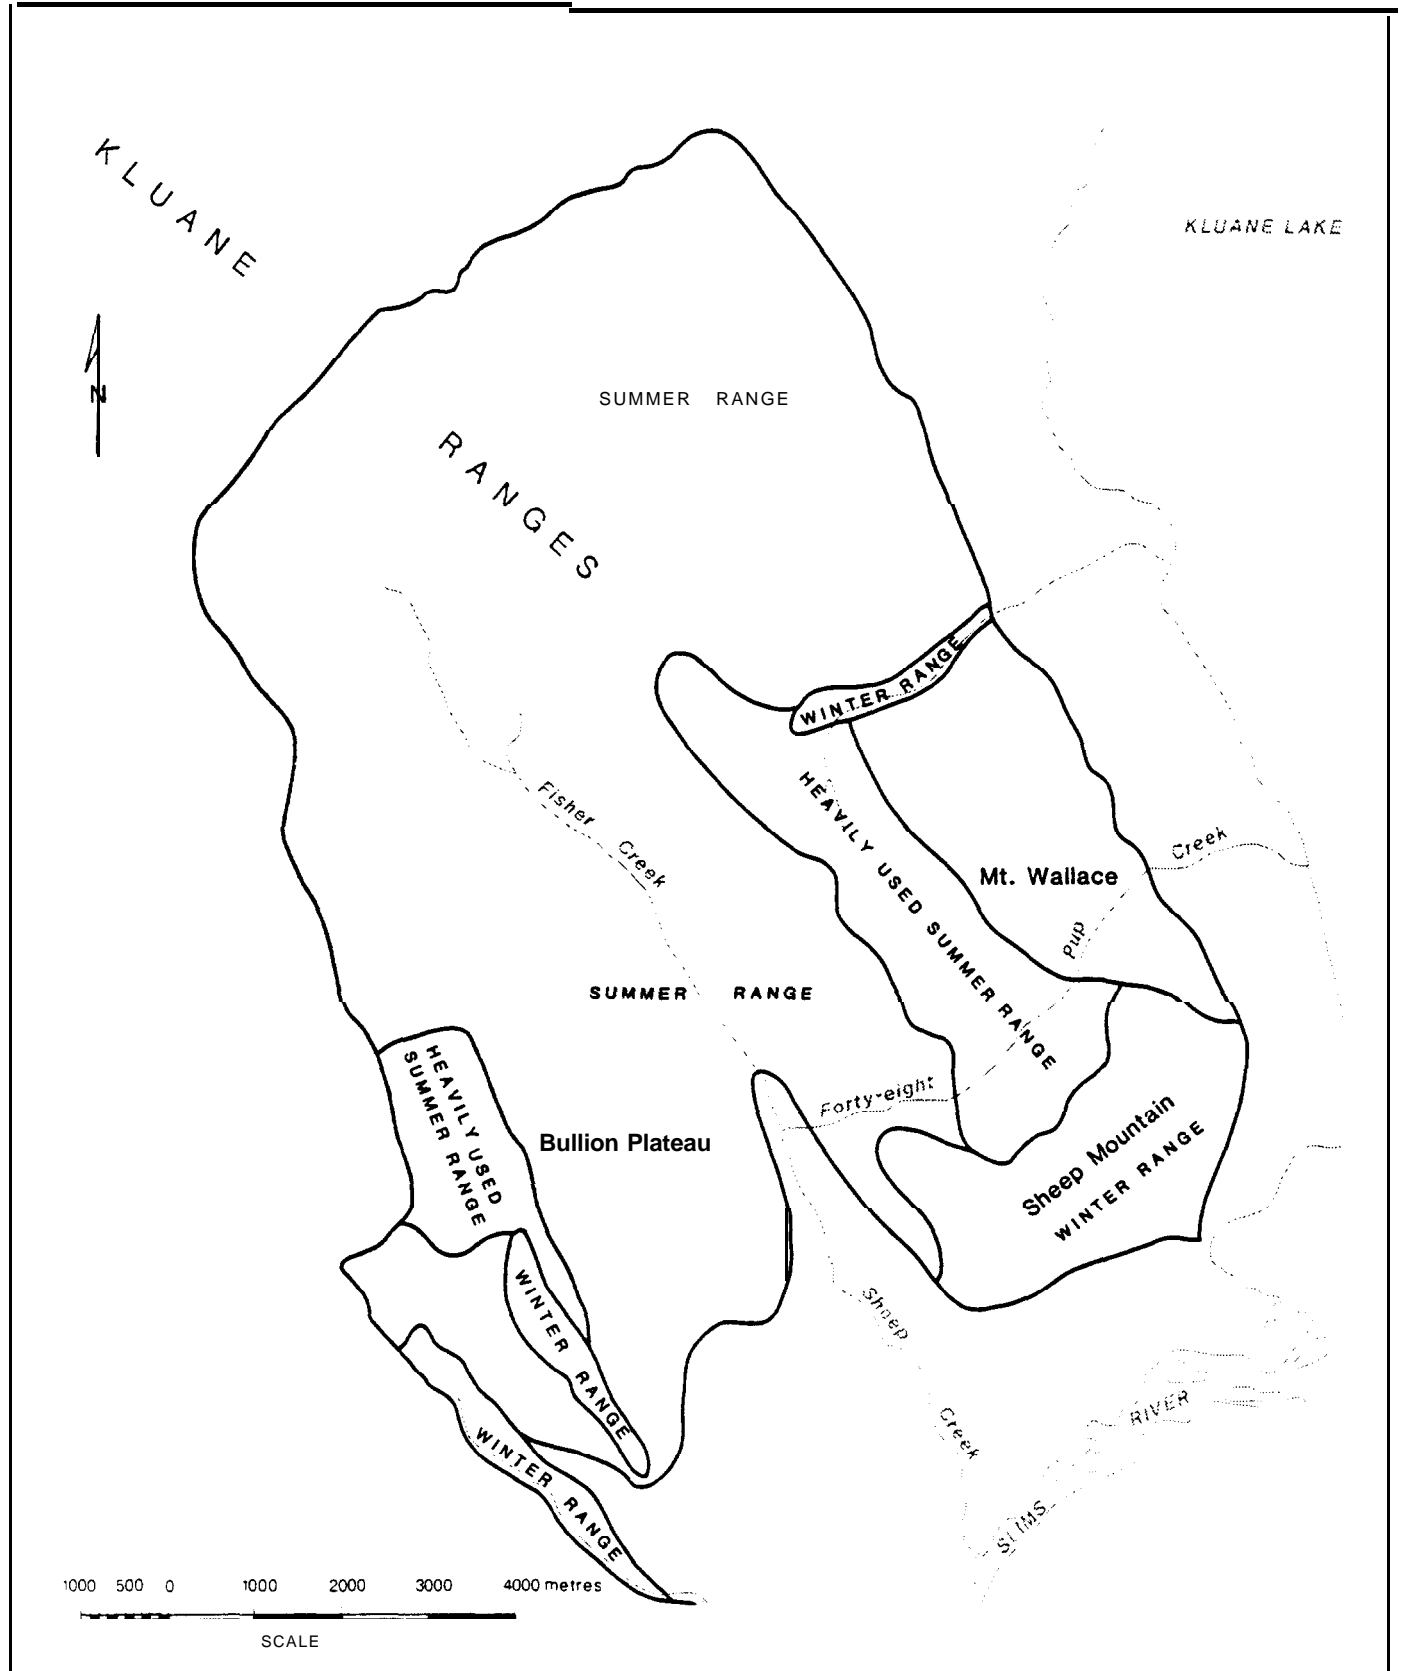 KLUANE
KLUANE LAKE
N
SUMMER RANGE
RANGES
WINTER RANGE
Fisher
Creek
HEAVILY USED SUMMER RANGE
Mt. Wallace
Creek
Pup
SUMMER RANGE
HEAVILY USED
SUMMER RANGE
Forty-eight
Bullion Plateau
Sheep Mountain
WINTER RANGE
WINTER RANGE
Sheep
Creek
RIVER
SLIMS
WINTER RANGE
1000 500 0 1000 2000 3000 4000 metres
SCALE